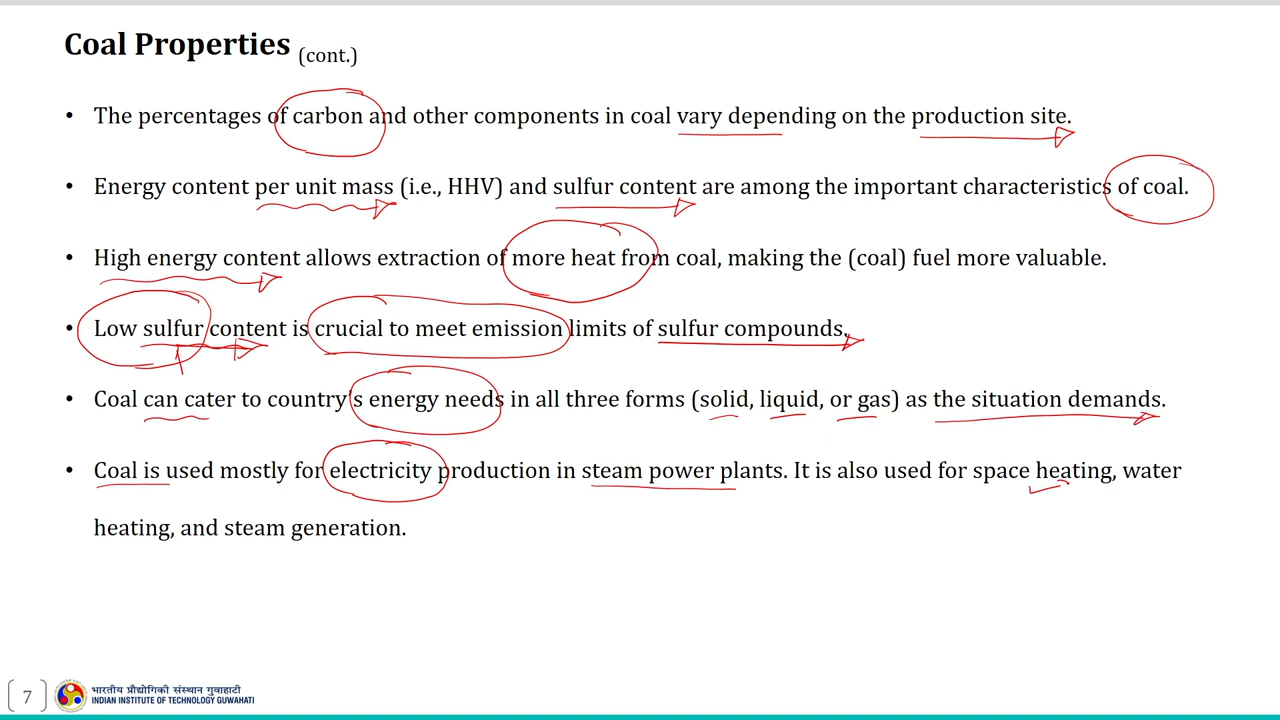 Coal Properties (cont.)
• The percentages of carbon and other components in coal vary depending on the production site.
• Energy content per unit mass (i.e., HHV) and sulfur content are among the important characteristics of coal.
• High energy content allows extraction of more heat from coal, making the (coal) fuel more valuable.
• Low sulfur content is crucial to meet emission limits of sulfur compounds.
• Coal can cater to country's energy needs in all three forms (solid, liquid, or gas) as the situation demands.
• Coal is used mostly for electricity production in steam power plants. It is also used for space heating, water
heating, and steam generation.
7
भारतीय प्रौद्योगिकी संस्थान गुवाहाटी
INDIAN INSTITUTE OF TECHNOLOGY GUWAHATI